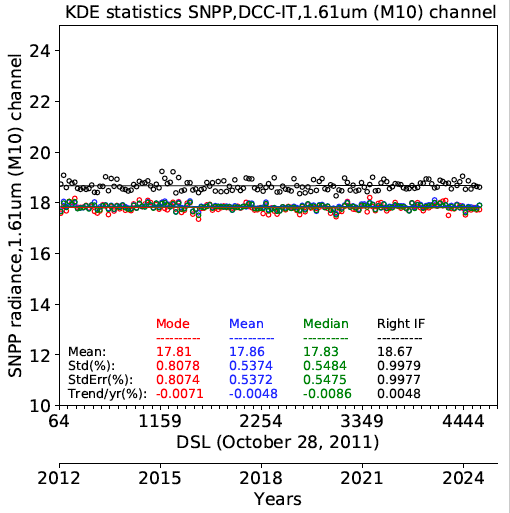 KDE statistics SNPP,DCC-IT,1.61um (M10) channel
SNPP radiance,1.61um (M10) channel
24
22
20
18
16
14
12
10
Mode Mean Median Right IF
---------- ---------- ---------- ----------
Mean: 17.81 17.86 17.83 18.67
Std(%): 0.8078 0.5374 0.5484 0.9979
StdErr(%): 0.8074 0.5372 0.5475 0.9977
Trend/yr(%): -0.0071 -0.0048 -0.0086 0.0048
64 1159 2254 3349 4444
DSL (October 28, 2011)
2012 2015 2018 2021 2024
Years